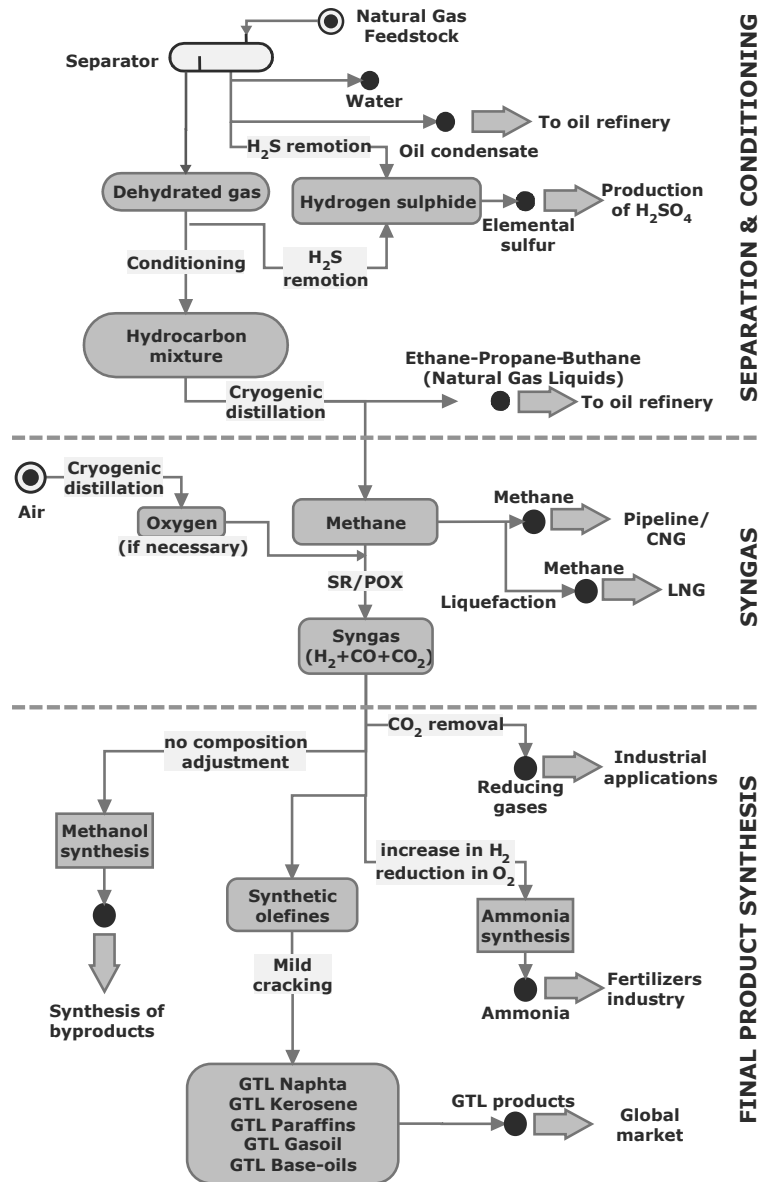 Natural Gas
Feedstock
Separator
Water
To oil refinery
Oil condensate
H₂S remotion
Dehydrated gas
Hydrogen sulphide
Production
of H₂SO₄
Elemental
sulfur
Conditioning
H₂S
remotion
Hydrocarbon
mixture
Ethane-Propane-Buthane
(Natural Gas Liquids)
Cryogenic
distillation
To oil refinery
SEPARATION & CONDITIONING
Cryogenic
distillation
Air
Oxygen
(if necessary)
Methane
Methane
Pipeline/
CNG
Methane
Liquefaction
LNG
SR/POX
Syngas
(H₂+CO+CO₂)
SYNGAS
CO₂ removal
no composition
adjustment
Reducing
gases
Industrial
applications
Methanol
synthesis
increase in H₂
reduction in O₂
Synthetic
olefines
Ammonia
synthesis
Mild
cracking
Ammonia
Fertilizers
industry
Synthesis of
byproducts
GTL Naphta
GTL Kerosene
GTL Paraffins
GTL Gasoil
GTL Base-oils
GTL products
Global
market
FINAL PRODUCT SYNTHESIS